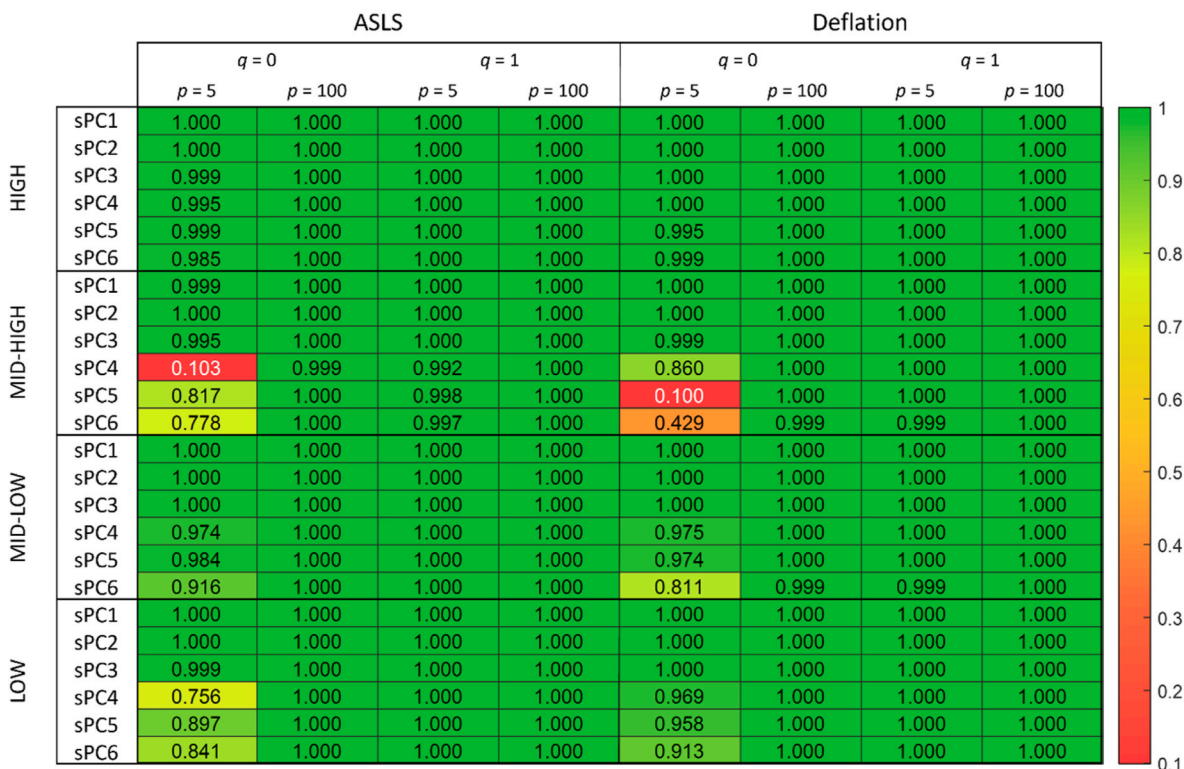 ASLS Deflation
q = 0 q = 1 q = 0 q = 1
p = 5 p = 100 p = 5 p = 100 p = 5 p = 100 p = 5 p = 100
HIGH
sPC1 1.000 1.000 1.000 1.000 1.000 1.000 1.000 1.000
sPC2 1.000 1.000 1.000 1.000 1.000 1.000 1.000 1.000
sPC3 0.999 1.000 1.000 1.000 1.000 1.000 1.000 1.000
sPC4 0.995 1.000 1.000 1.000 1.000 1.000 1.000 1.000
sPC5 0.999 1.000 1.000 1.000 0.995 1.000 1.000 1.000
sPC6 0.985 1.000 1.000 1.000 0.999 1.000 1.000 1.000
MID-HIGH
sPC1 0.999 1.000 1.000 1.000 1.000 1.000 1.000 1.000
sPC2 1.000 1.000 1.000 1.000 1.000 1.000 1.000 1.000
sPC3 0.995 1.000 1.000 1.000 0.999 1.000 1.000 1.000
sPC4 0.103 0.999 0.992 1.000 0.860 1.000 1.000 1.000
sPC5 0.817 1.000 0.998 1.000 0.100 1.000 1.000 1.000
sPC6 0.778 1.000 0.997 1.000 0.429 0.999 0.999 1.000
MID-LOW
sPC1 1.000 1.000 1.000 1.000 1.000 1.000 1.000 1.000
sPC2 1.000 1.000 1.000 1.000 1.000 1.000 1.000 1.000
sPC3 1.000 1.000 1.000 1.000 1.000 1.000 1.000 1.000
sPC4 0.974 1.000 1.000 1.000 0.975 1.000 1.000 1.000
sPC5 0.984 1.000 1.000 1.000 0.974 1.000 1.000 1.000
sPC6 0.916 1.000 1.000 1.000 0.811 0.999 0.999 1.000
LOW
sPC1 1.000 1.000 1.000 1.000 1.000 1.000 1.000 1.000
sPC2 1.000 1.000 1.000 1.000 1.000 1.000 1.000 1.000
sPC3 0.999 1.000 1.000 1.000 1.000 1.000 1.000 1.000
sPC4 0.756 1.000 1.000 1.000 0.969 1.000 1.000 1.000
sPC5 0.897 1.000 1.000 1.000 0.958 1.000 1.000 1.000
sPC6 0.841 1.000 1.000 1.000 0.913 1.000 1.000 1.000
1
0.9
0.8
0.7
0.6
0.5
0.4
0.3
0.2
0.1